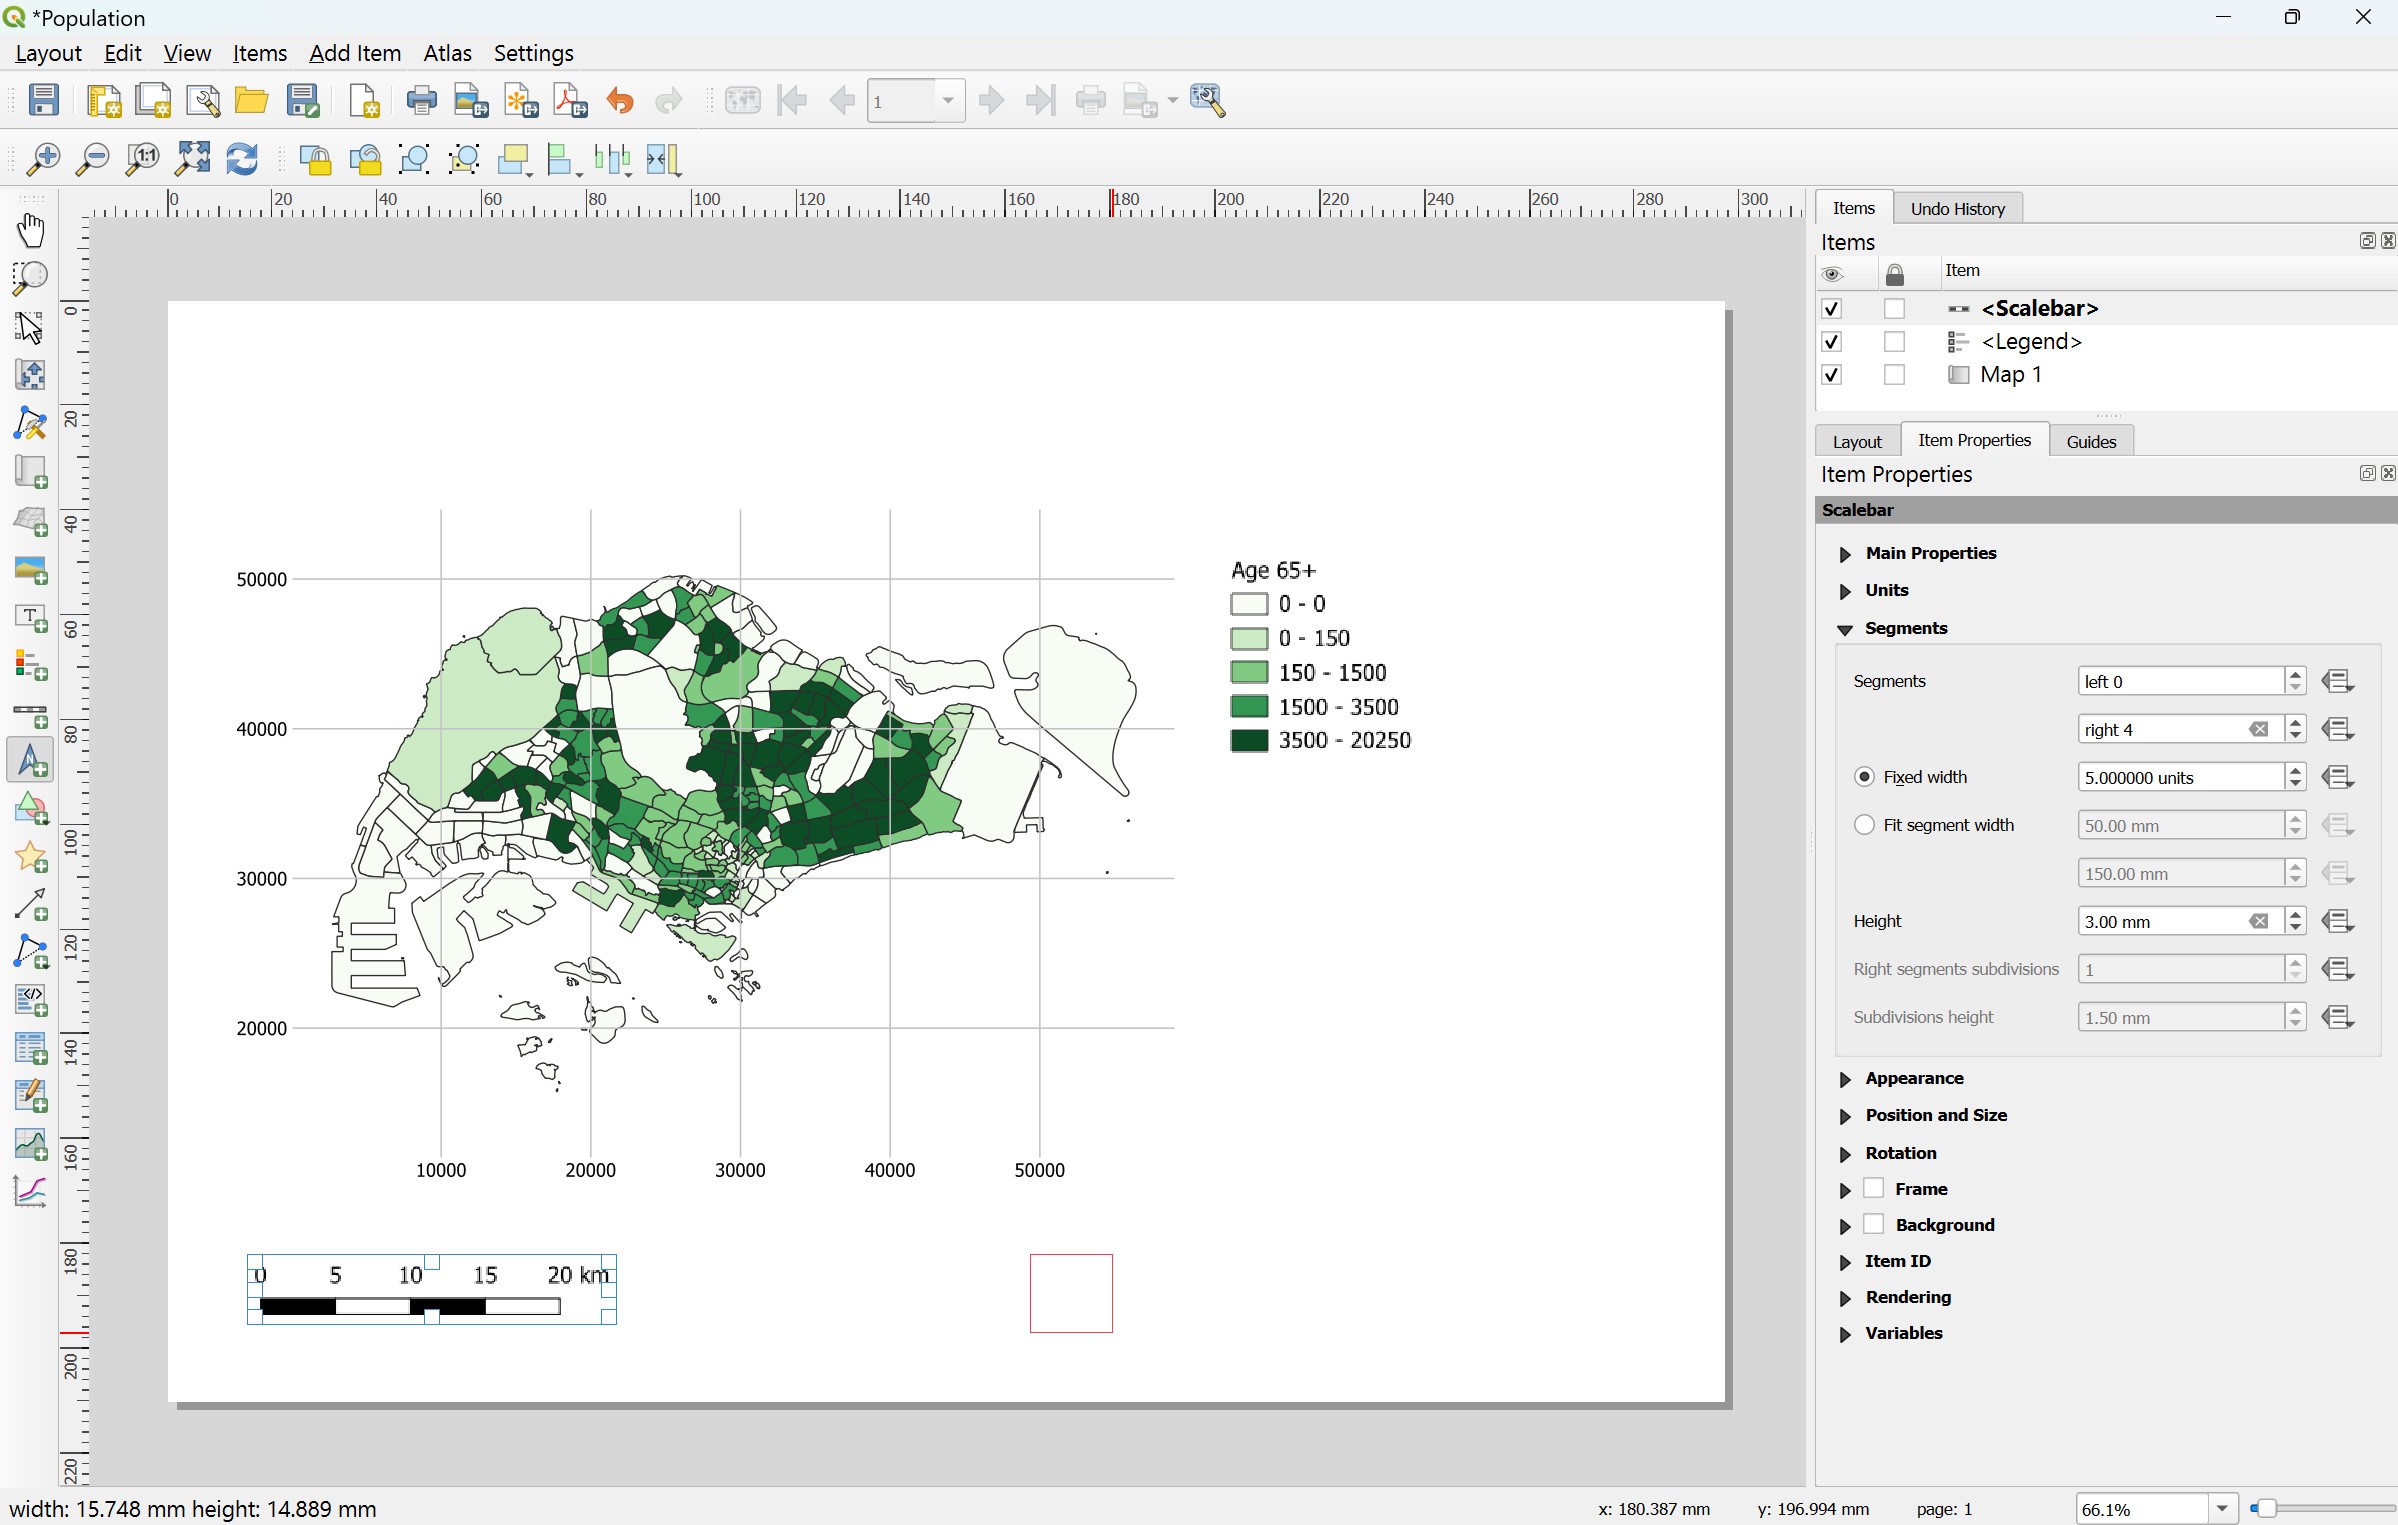 *Population
Layout Edit View Items Add Item Atlas Settings
1:1
1
0 20 40 60 80 100 120 140 160 180 200 220 240 260 280 300
0
20
40
60
80
100
120
140
160
180
200
220
50000
40000
30000
20000
10000 20000 30000 40000 50000
Age 65+
0 - 0
0 - 150
150 - 1500
1500 - 3500
3500 - 20250
0 5 10 15 20 km
Items Undo History
Items
Item
<Scalebar>
<Legend>
Map 1
Layout Item Properties Guides
Item Properties
Scalebar
Main Properties
Units
Segments
Segments left 0
right 4
Fixed width 5.000000 units
Fit segment width 50.00 mm
150.00 mm
Height 3.00 mm
Right segments subdivisions 1
Subdivisions height 1.50 mm
Appearance
Position and Size
Rotation
Frame
Background
Item ID
Rendering
Variables
width: 15.748 mm height: 14.889 mm x: 180.387 mm y: 196.994 mm page: 1 66.1%